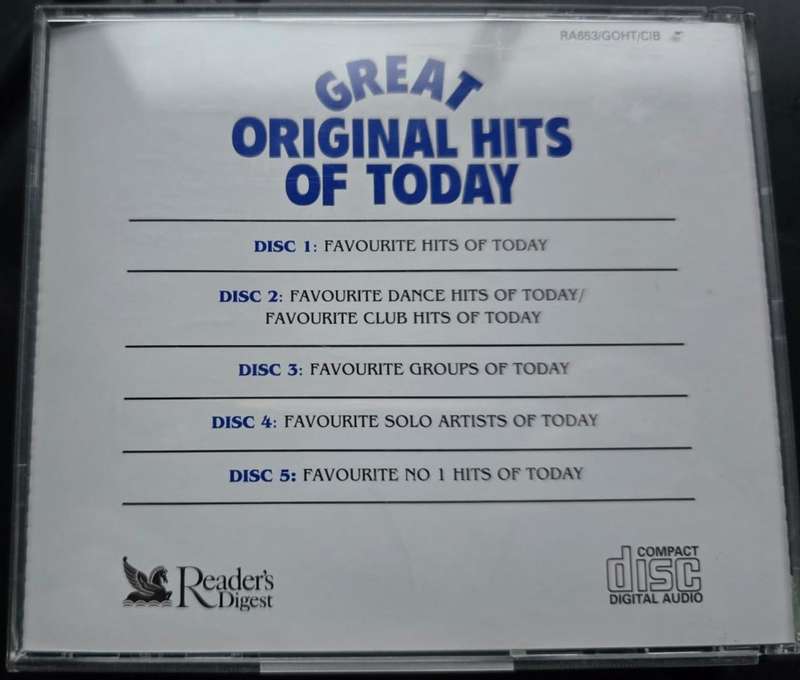 RA663/GOHT/CIB
GREAT
ORIGINAL HITS
OF TODAY
DISC 1: FAVOURITE HITS OF TODAY
DISC 2: FAVOURITE DANCE HITS OF TODAY/
FAVOURITE CLUB HITS OF TODAY
DISC 3: FAVOURITE GROUPS OF TODAY
DISC 4: FAVOURITE SOLO ARTISTS OF TODAY
DISC 5: FAVOURITE NO 1 HITS OF TODAY
Reader's
Digest
COMPACT
disc
DIGITAL AUDIO